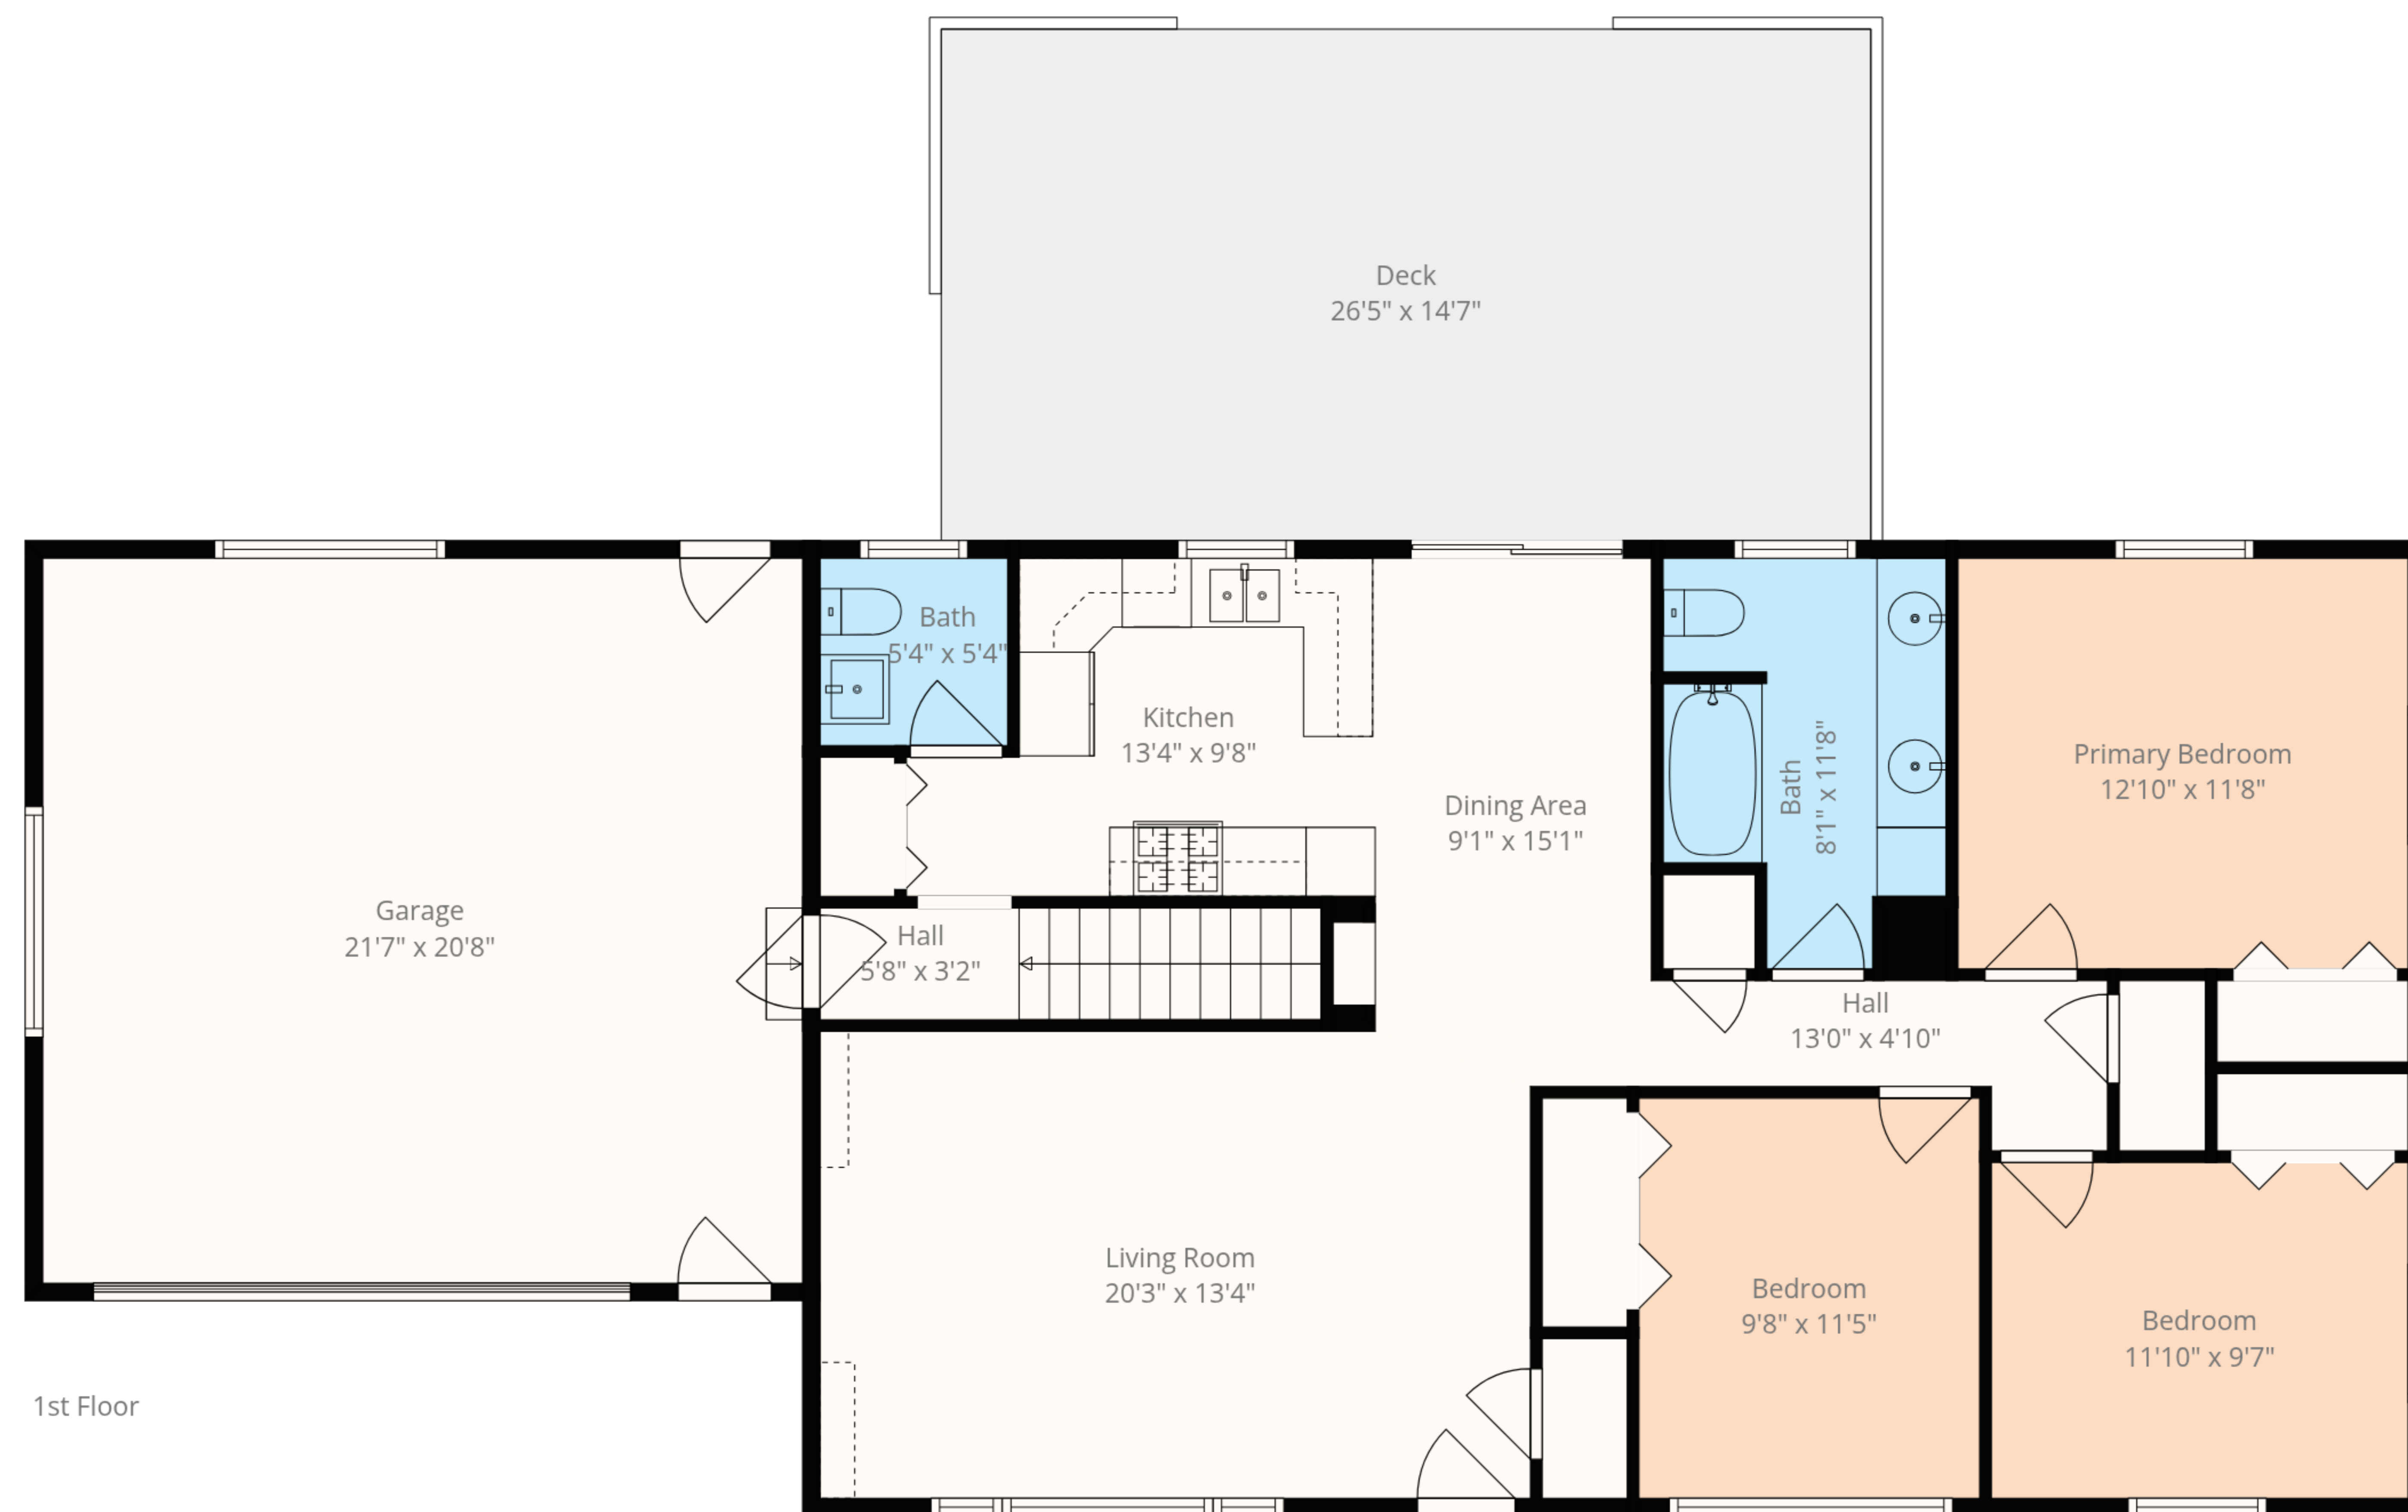 Deck
26'5" x 14'7"
Bath
5'4" x 5'4"
Kitchen
13'4" x 9'8"
Dining Area
9'1" x 15'1"
Bath
8'1" x 11'8"
Primary Bedroom
12'10" x 11'8"
Garage
21'7" x 20'8"
Hall
5'8" x 3'2"
Hall
13'0" x 4'10"
Living Room
20'3" x 13'4"
Bedroom
9'8" x 11'5"
Bedroom
11'10" x 9'7"
1st Floor